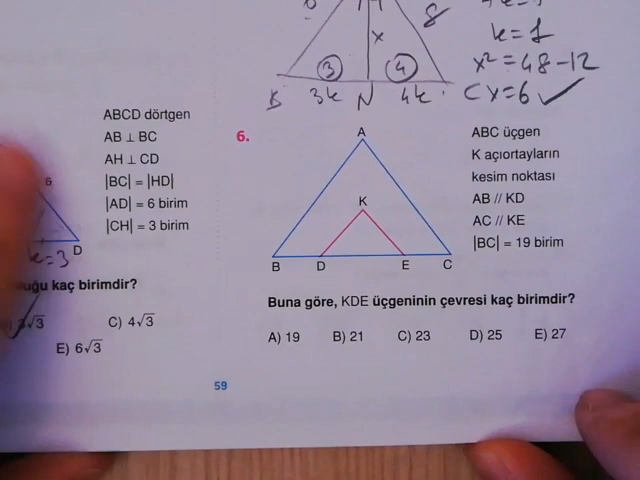 8
k=1
x
x² = 48-12
3
4
3k
N
4k
x=6
ABCD dörtgen
AB ⊥ BC
AH ⊥ CD
|BC| = |HD|
|AD| = 6 birim
|CH| = 3 birim
6
D
k=3
kaç birimdir?
C) 4√3
E) 6√3
6.
A
K
B
D
E
C
ABC üçgen
K açıortayların
kesim noktası
AB // KD
AC // KE
|BC| = 19 birim
Buna göre, KDE üçgeninin çevresi kaç birimdir?
A) 19 B) 21 C) 23 D) 25 E) 27
59